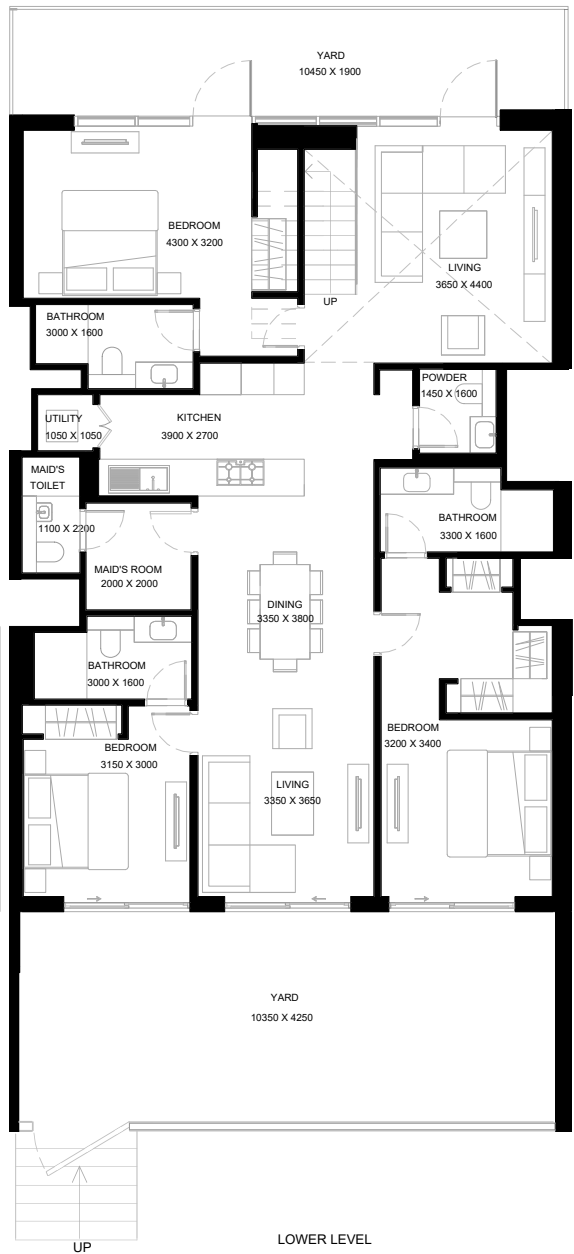 YARD
10450 X 1900
BEDROOM
4300 X 3200
LIVING
3650 X 4400
UP
BATHROOM
3000 X 1600
POWDER
1450 X 1600
UTILITY
1050 X 1050
KITCHEN
3900 X 2700
MAID'S
TOILET
1100 X 2200
BATHROOM
3300 X 1600
MAID'S ROOM
2000 X 2000
DINING
3350 X 3800
BATHROOM
3000 X 1600
BEDROOM
3150 X 3000
BEDROOM
3200 X 3400
LIVING
3350 X 3650
YARD
10350 X 4250
UP
LOWER LEVEL